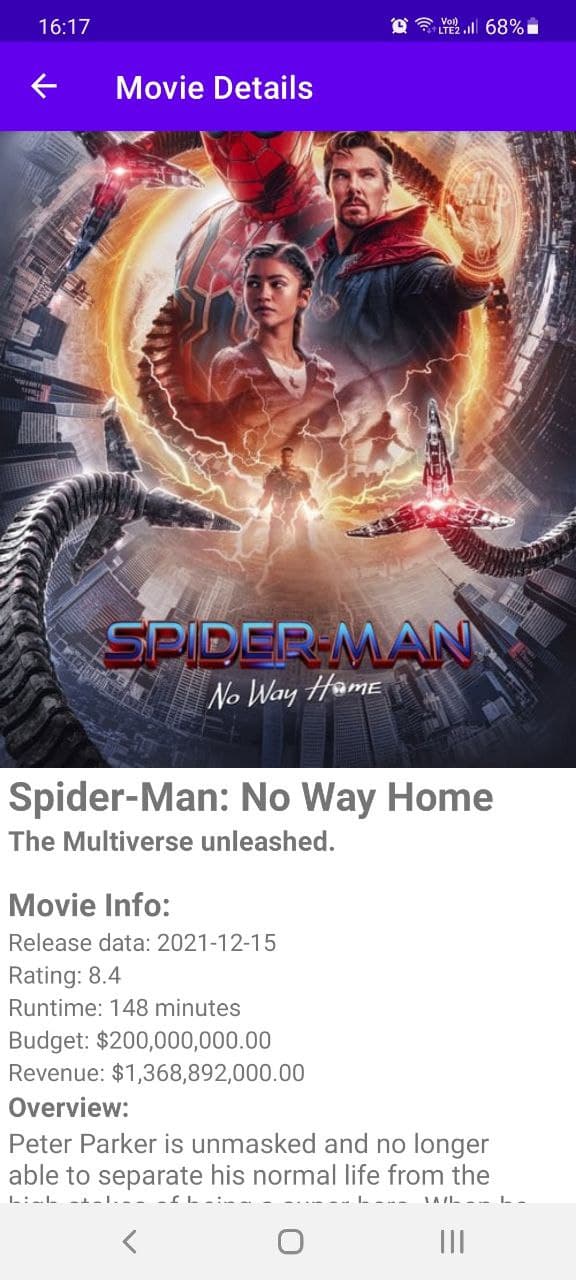 16:17
Vo))
LTE2
68%
Movie Details
SPIDER-MAN
No Way Home
Spider-Man: No Way Home
The Multiverse unleashed.
Movie Info:
Release data: 2021-12-15
Rating: 8.4
Runtime: 148 minutes
Budget: $200,000,000.00
Revenue: $1,368,892,000.00
Overview:
Peter Parker is unmasked and no longer
able to separate his normal life from the